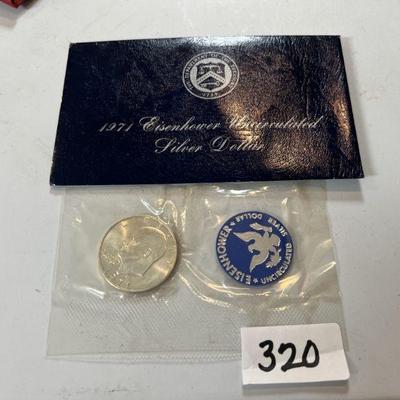 1971 Eisenhower Uncirculated
Silver Dollar
EISENHOWER
UNCIRCULATED
SILVER
DOLLAR
320